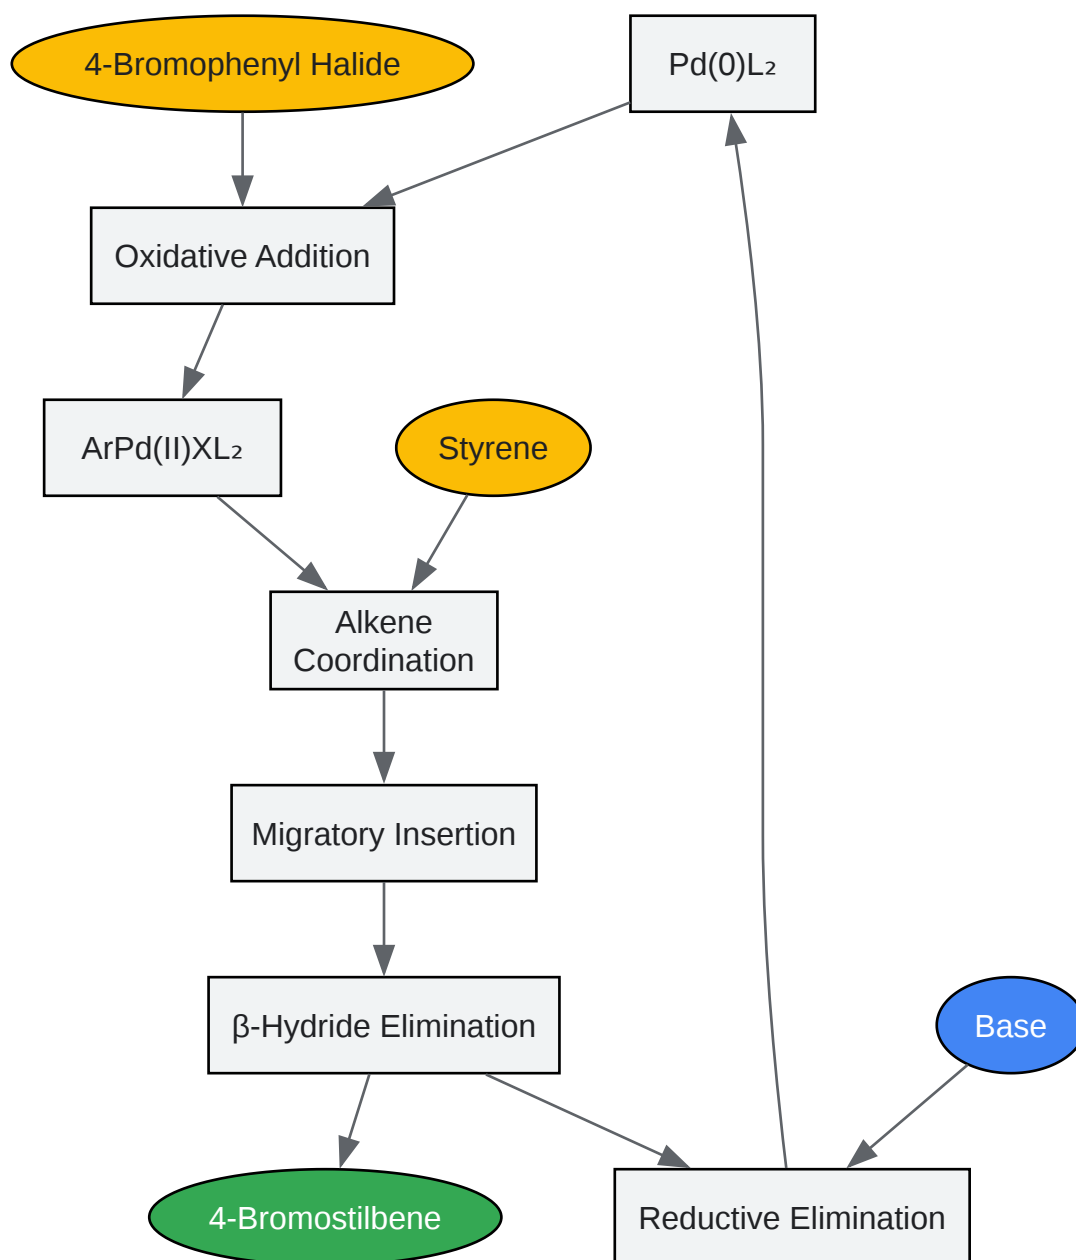 4-Bromophenyl Halide
Pd(0)L₂
Oxidative Addition
ArPd(II)XL₂
Styrene
Alkene
Coordination
Migratory Insertion
β-Hydride Elimination
Base
4-Bromostilbene
Reductive Elimination